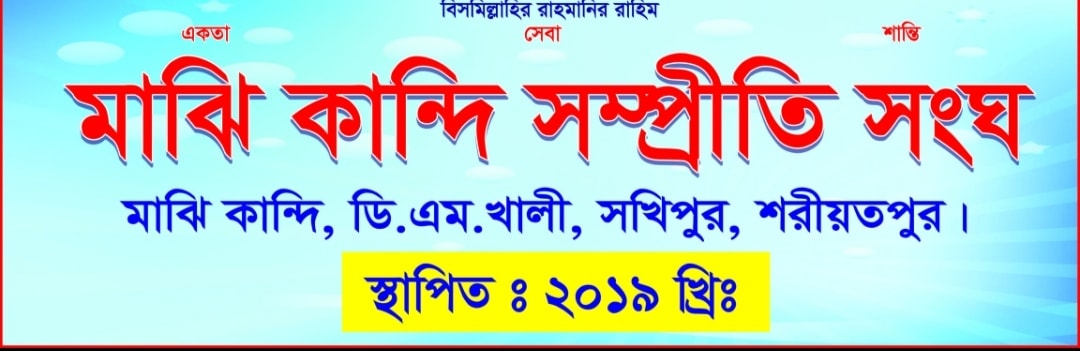 বিসমিল্লাহির রাহমানির রাহিম
একতা সেবা শান্তি
মাঝি কান্দি সম্প্রীতি সংঘ
মাঝি কান্দি, ডি.এম.খালী, সখিপুর, শরীয়তপুর।
স্থাপিত ঃ ২০১৯ খ্রিঃ